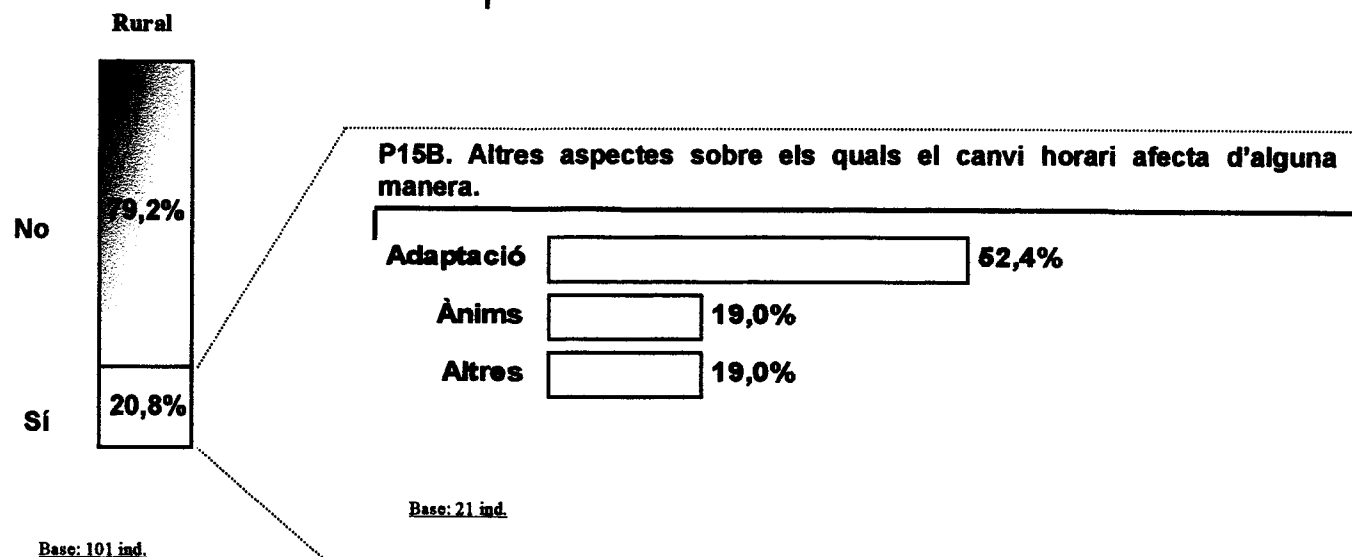 Rural
No
79,2%
Sí
20,8%
Base: 101 ind.
P15B. Altres aspectes sobre els quals el canvi horari afecta d'alguna
manera.
Adaptació 52,4%
Ànims 19,0%
Altres 19,0%
Base: 21 ind.